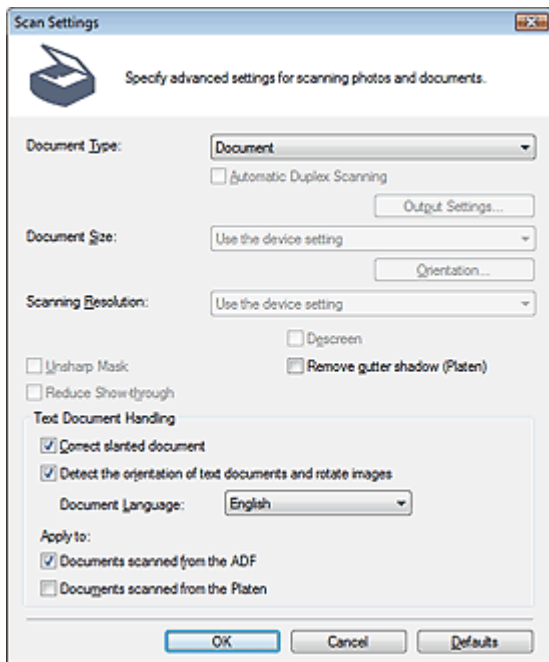 Scan Settings
Specify advanced settings for scanning photos and documents.
Document Type: Document
Automatic Duplex Scanning
Output Settings...
Document Size: Use the device setting
Orientation...
Scanning Resolution: Use the device setting
Descreen
Unsharp Mask Remove gutter shadow (Platen)
Reduce Show-through
Text Document Handling
Correct slanted document
Detect the orientation of text documents and rotate images
Document Language: English
Apply to:
Documents scanned from the ADF
Documents scanned from the Platen
OK Cancel Defaults